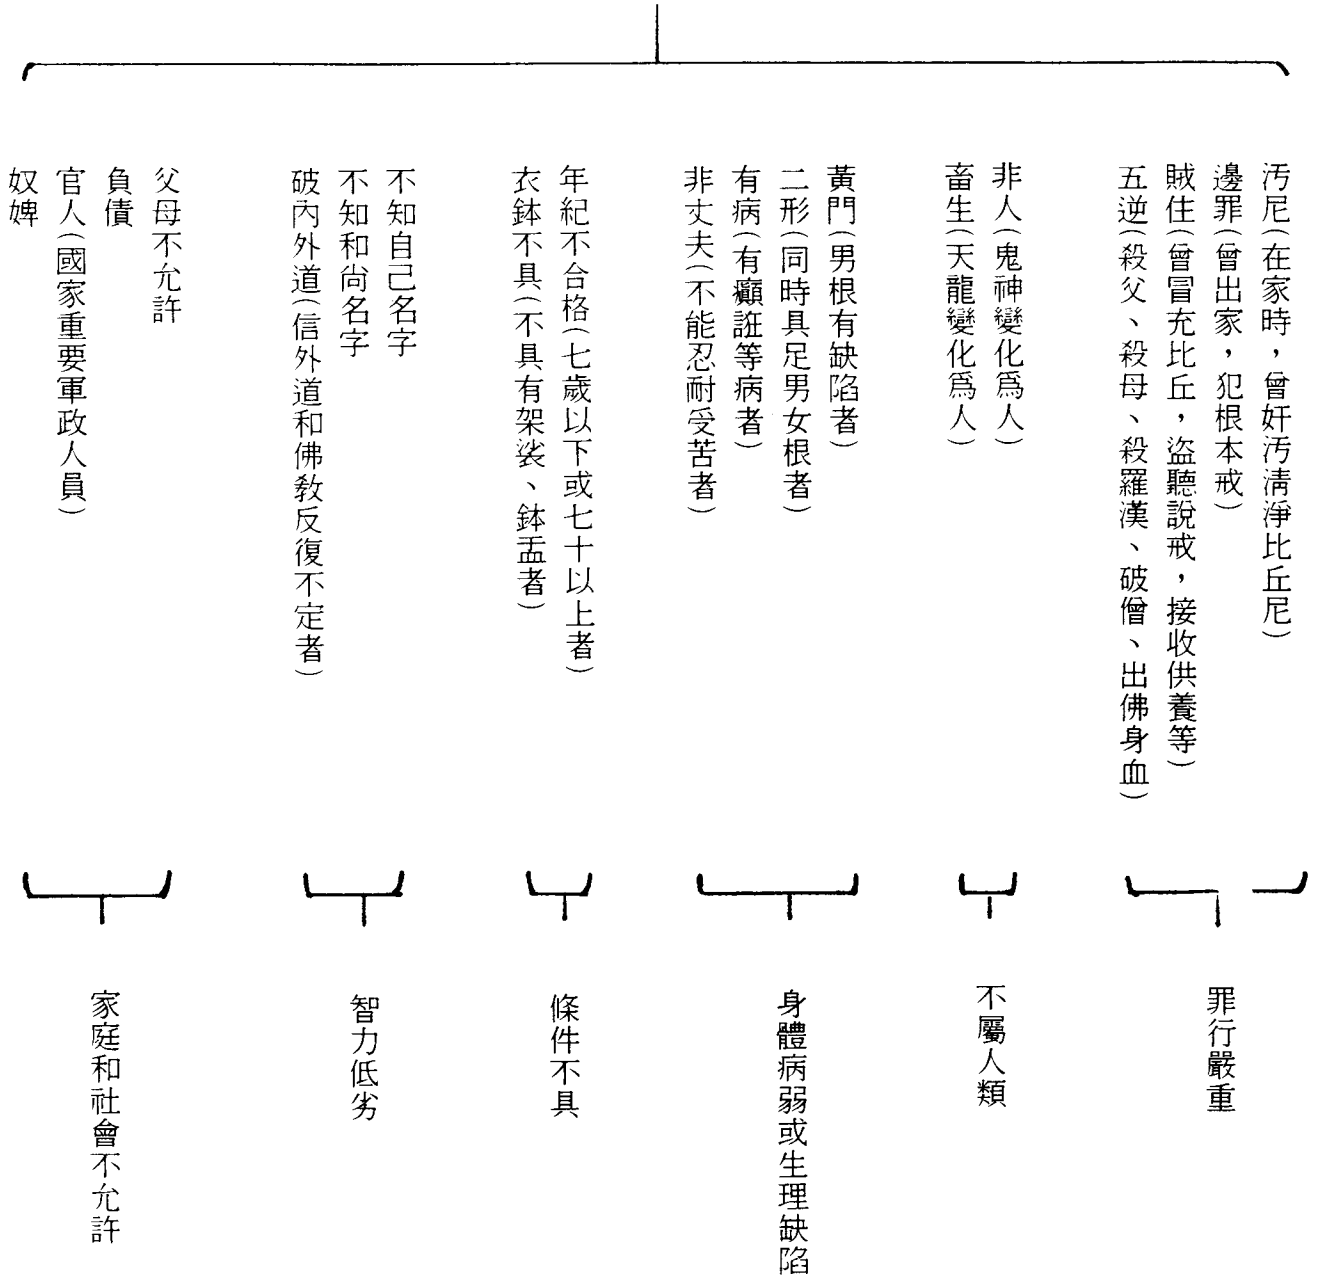 汚尼(在家時，曾奸汚淸淨比丘尼)
邊罪(曾出家，犯根本戒)
賊住(曾冒充比丘，盜聽說戒，接收供養等)
五逆(殺父、殺母、殺羅漢、破僧、出佛身血)
罪行嚴重
非人(鬼神變化爲人)
畜生(天龍變化爲人)
不屬人類
黃門(男根有缺陷者)
二形(同時具足男女根者)
有病(有癲誑等病者)
非丈夫(不能忍耐受苦者)
身體病弱或生理缺陷
年紀不合格(七歲以下或七十以上者)
衣鉢不具(不具有架裟、鉢盂者)
條件不具
不知自己名字
不知和尙名字
破內外道(信外道和佛敎反復不定者)
智力低劣
父母不允許
負債
官人(國家重要軍政人員)
奴婢
家庭和社會不允許